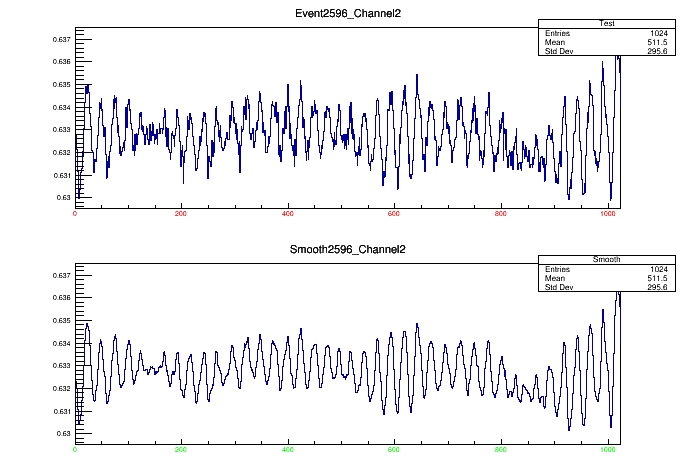 Event2596_Channel2
Test
Entries 1024
Mean 511.5
Std Dev 295.6
0.637
0.636
0.635
0.634
0.633
0.632
0.631
0.63
0 200 400 600 800 1000
Smooth2596_Channel2
Smooth
Entries 1024
Mean 511.5
Std Dev 295.6
0.637
0.636
0.635
0.634
0.633
0.632
0.631
0.63
0 200 400 600 800 1000